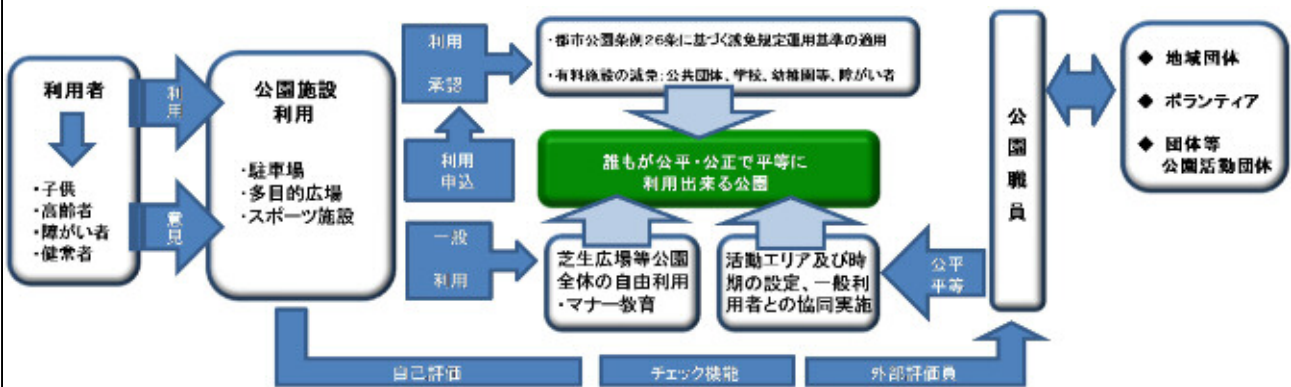 利用者
・子供
・高齢者
・障がい者
・健常者
利用
意見
公園施設
利用
・駐車場
・多目的広場
・スポーツ施設
利用
承認
利用
申込
一般
利用
・都市公園条例26条に基づく減免規定運用基準の適用
・有料施設の減免:公共団体、学校、幼稚園等、障がい者
誰もが公平・公正で平等に
利用出来る公園
芝生広場等公園
全体の自由利用
・マナー教育
活動エリア及び時
期の設定、一般利
用者との協同実施
公平
平等
公園職員
◆ 地域団体
◆ ボランティア
◆ 団体等
公園活動団体
自己評価
チェック機能
外部評価員